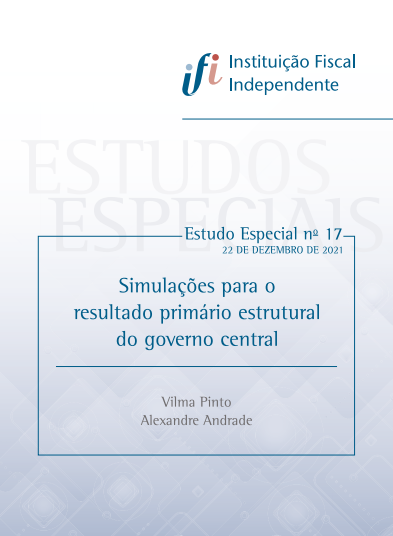 ifi Instituição Fiscal
Independente
ESTUDOS
ESPECIAIS
Estudo Especial nº 17
22 DE DEZEMBRO DE 2021
Simulações para o
resultado primário estrutural
do governo central
Vilma Pinto
Alexandre Andrade